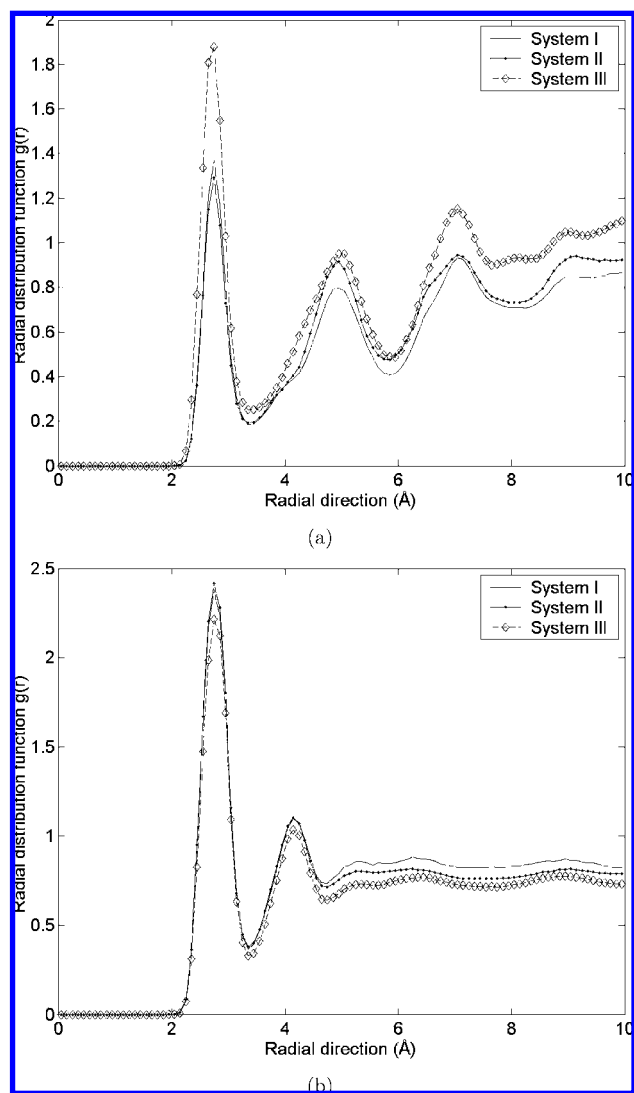 2
1.8
1.6
1.4
1.2
1
0.8
0.6
0.4
0.2
0
Radial distribution function g(r)
System I
System II
System III
0 2 4 6 8 10
Radial direction (Å)
(a)
2.5
2
1.5
1
0.5
0
Radial distribution function g(r)
System I
System II
System III
0 2 4 6 8 10
Radial direction (Å)
(b)